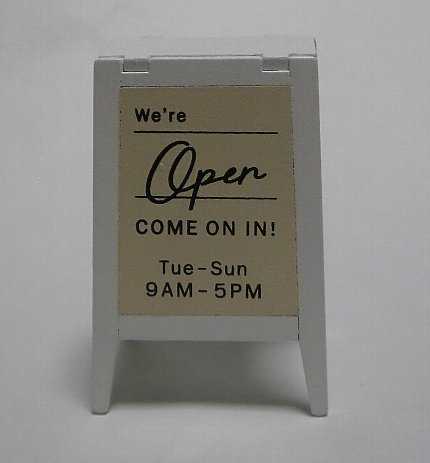 We're
Open
COME ON IN!
Tue–Sun
9AM–5PM